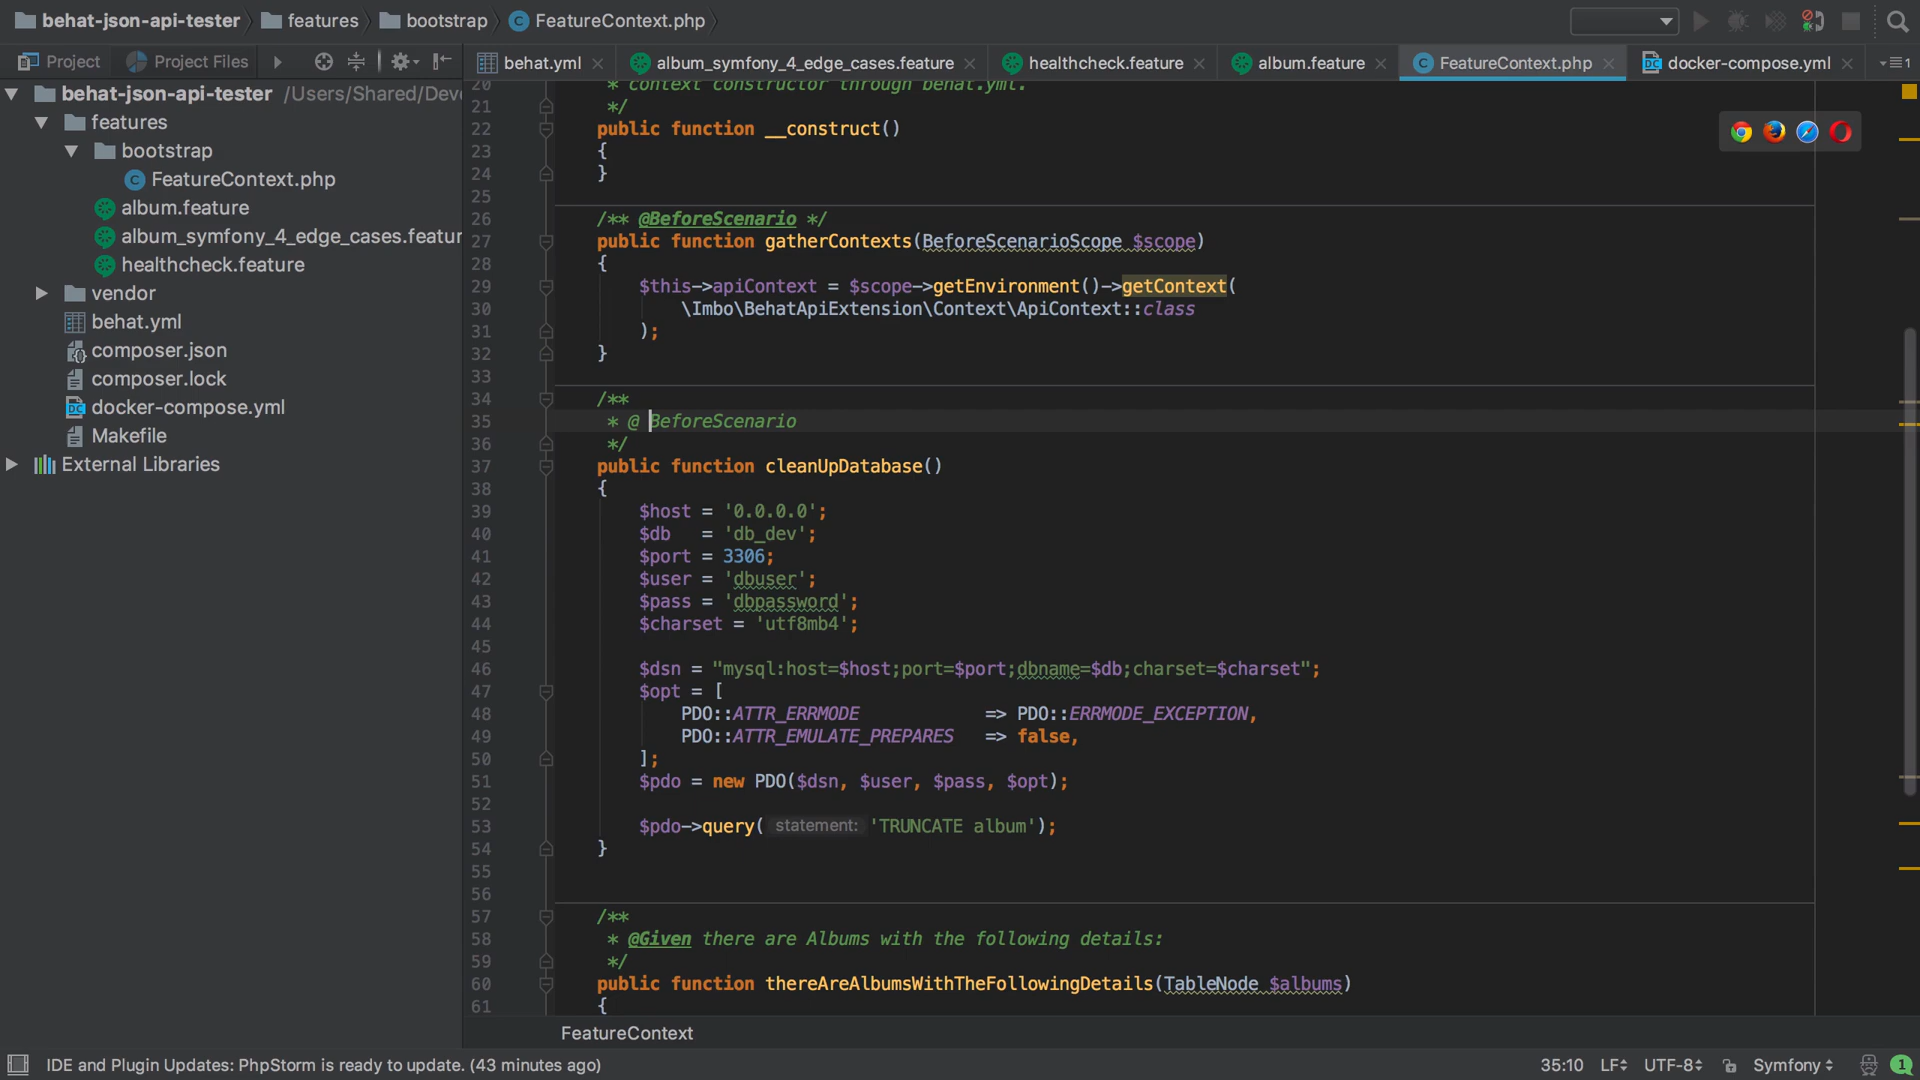 behat-json-api-tester features bootstrap FeatureContext.php
Project Project Files
behat.yml album_symfony_4_edge_cases.feature healthcheck.feature album.feature FeatureContext.php docker-compose.yml 1
behat-json-api-tester /Users/Shared/Deve
features
bootstrap
FeatureContext.php
album.feature
album_symfony_4_edge_cases.featur
healthcheck.feature
vendor
behat.yml
composer.json
composer.lock
docker-compose.yml
Makefile
External Libraries
20 * context constructor through behat.yml.
21 */
22 public function __construct()
23 {
24 }
25
26 /** @BeforeScenario */
27 public function gatherContexts(BeforeScenarioScope $scope)
28 {
29 $this->apiContext = $scope->getEnvironment()->getContext(
30 \Imbo\BehatApiExtension\Context\ApiContext::class
31 );
32 }
33
34 /**
35 * @ BeforeScenario
36 */
37 public function cleanUpDatabase()
38 {
39 $host = '0.0.0.0';
40 $db = 'db_dev';
41 $port = 3306;
42 $user = 'dbuser';
43 $pass = 'dbpassword';
44 $charset = 'utf8mb4';
45
46 $dsn = "mysql:host=$host;port=$port;dbname=$db;charset=$charset";
47 $opt = [
48 PDO::ATTR_ERRMODE => PDO::ERRMODE_EXCEPTION,
49 PDO::ATTR_EMULATE_PREPARES => false,
50 ];
51 $pdo = new PDO($dsn, $user, $pass, $opt);
52
53 $pdo->query( statement: 'TRUNCATE album');
54 }
55
56
57 /**
58 * @Given there are Albums with the following details:
59 */
60 public function thereAreAlbumsWithTheFollowingDetails(TableNode $albums)
61 {
FeatureContext
IDE and Plugin Updates: PhpStorm is ready to update. (43 minutes ago) 35:10 LF UTF-8 Symfony 1